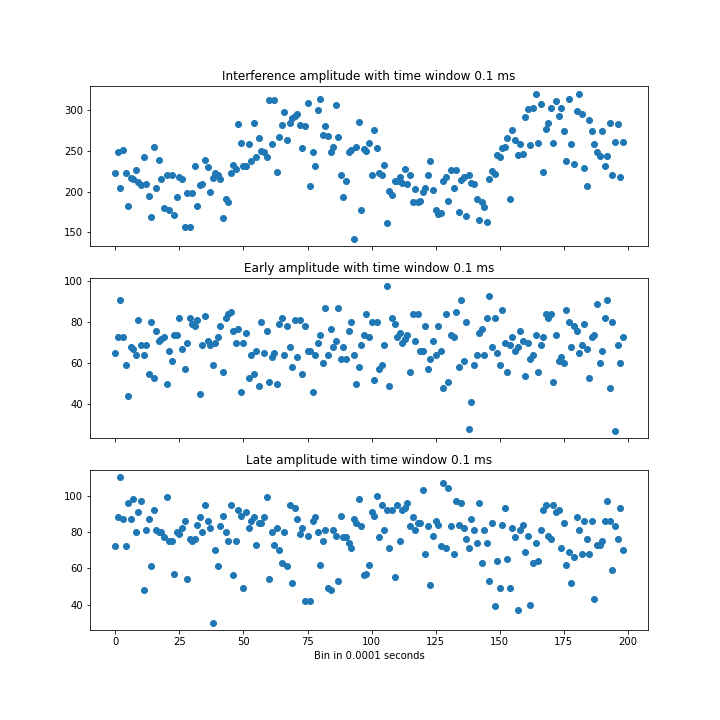 Interference amplitude with time window 0.1 ms
300
250
200
150
Early amplitude with time window 0.1 ms
100
80
60
40
Late amplitude with time window 0.1 ms
100
80
60
40
0 25 50 75 100 125 150 175 200
Bin in 0.0001 seconds